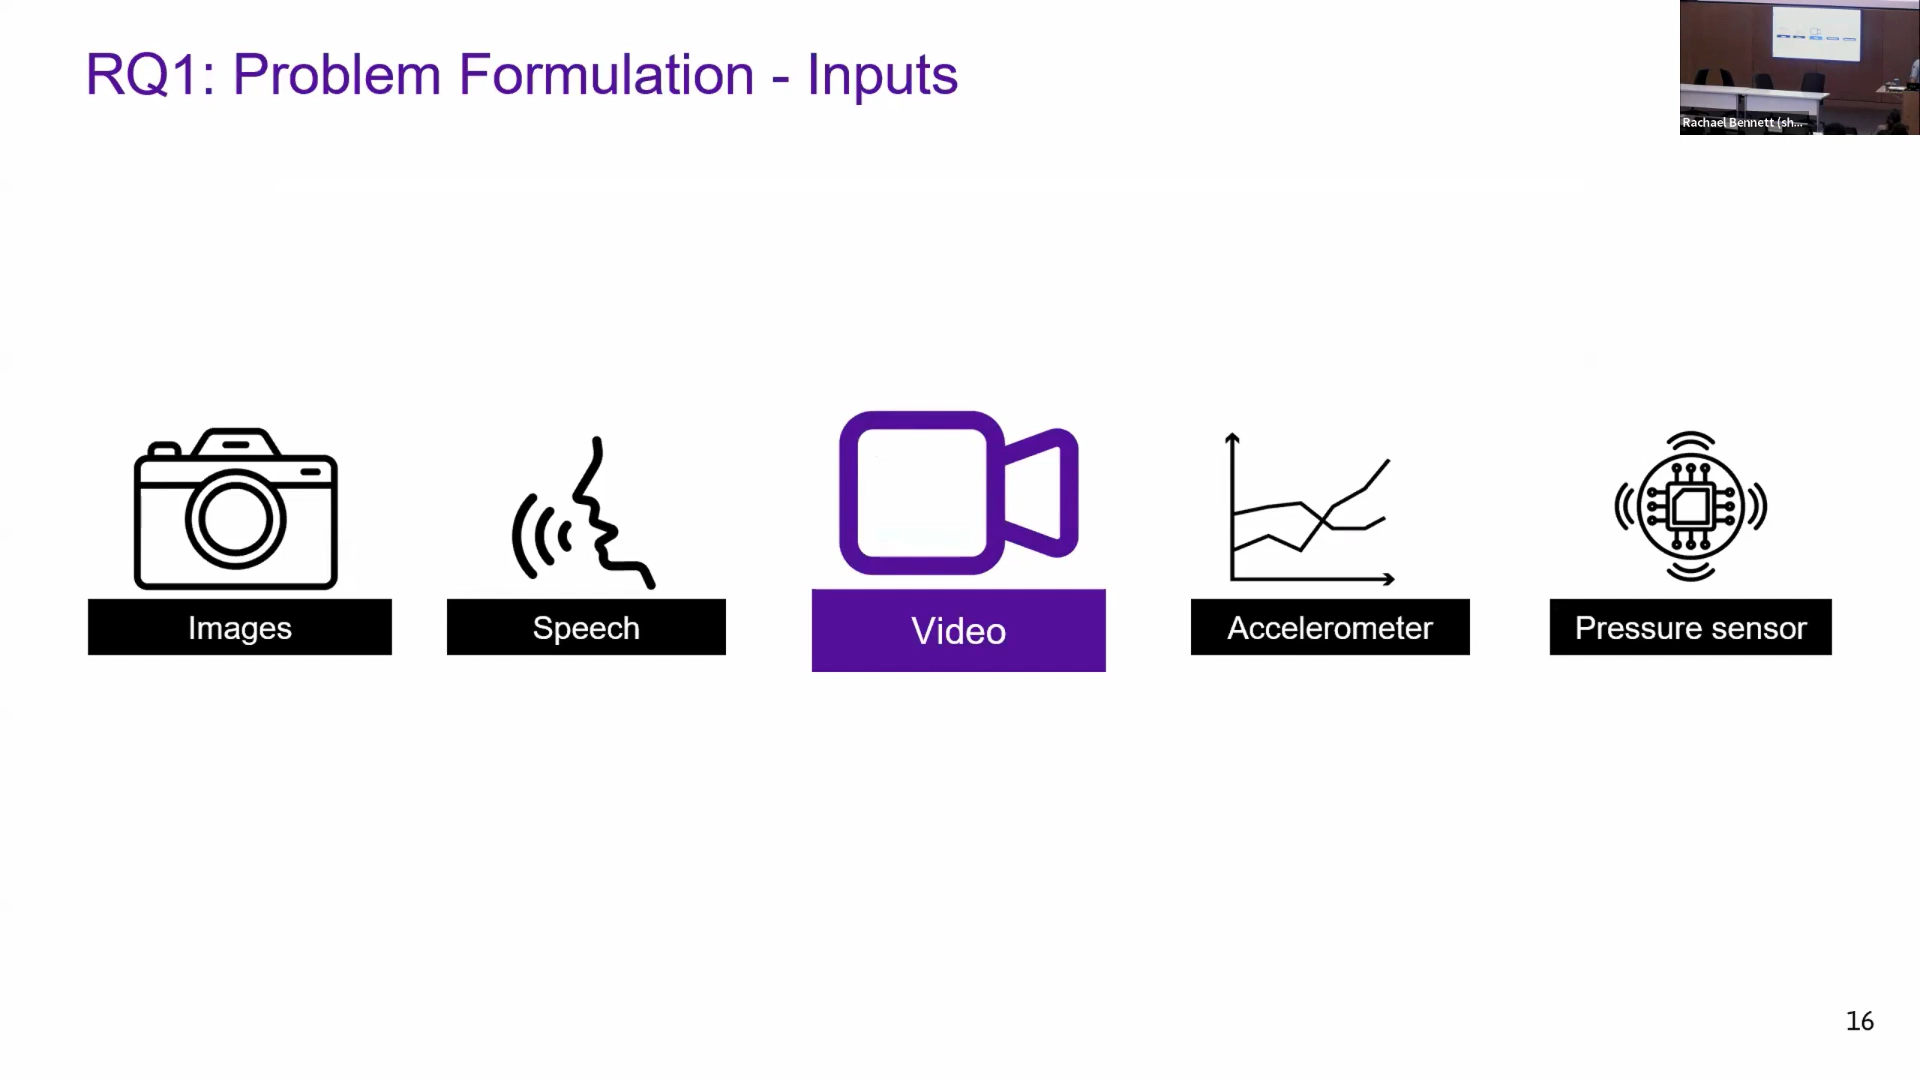 RQ1: Problem Formulation - Inputs
Rachael Bennett (sh...
Images
Speech
Video
Accelerometer
Pressure sensor
16